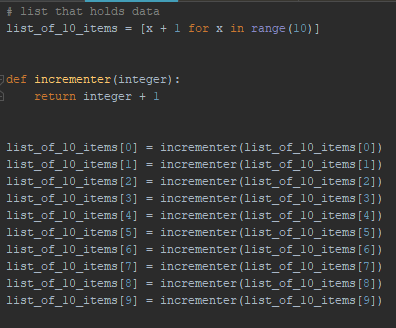 # list that holds data
list_of_10_items = [x + 1 for x in range(10)]
def incrementer(integer):
    return integer + 1
list_of_10_items[0] = incrementer(list_of_10_items[0])
list_of_10_items[1] = incrementer(list_of_10_items[1])
list_of_10_items[2] = incrementer(list_of_10_items[2])
list_of_10_items[3] = incrementer(list_of_10_items[3])
list_of_10_items[4] = incrementer(list_of_10_items[4])
list_of_10_items[5] = incrementer(list_of_10_items[5])
list_of_10_items[6] = incrementer(list_of_10_items[6])
list_of_10_items[7] = incrementer(list_of_10_items[7])
list_of_10_items[8] = incrementer(list_of_10_items[8])
list_of_10_items[9] = incrementer(list_of_10_items[9])